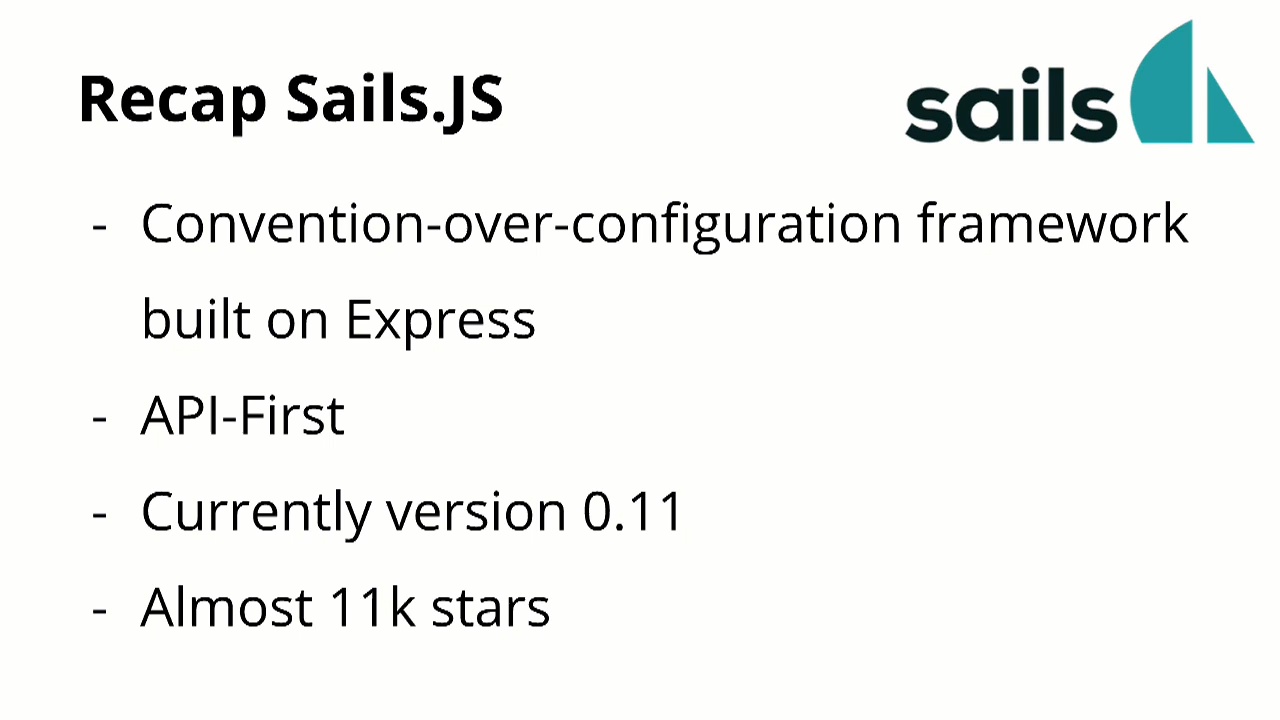 Recap Sails.JS
sails
- Convention-over-configuration framework
built on Express
- API-First
- Currently version 0.11
- Almost 11k stars